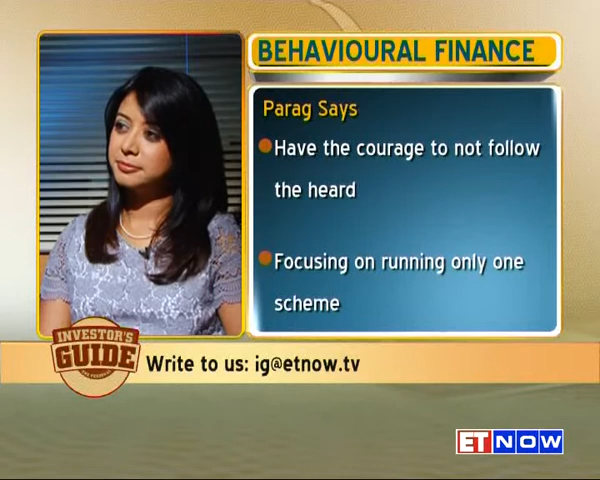 BEHAVIOURAL FINANCE
Parag Says
Have the courage to not follow
the heard
Focusing on running only one
scheme
INVESTOR'S
GUIDE
Write to us: ig@etnow.tv
ET NOW